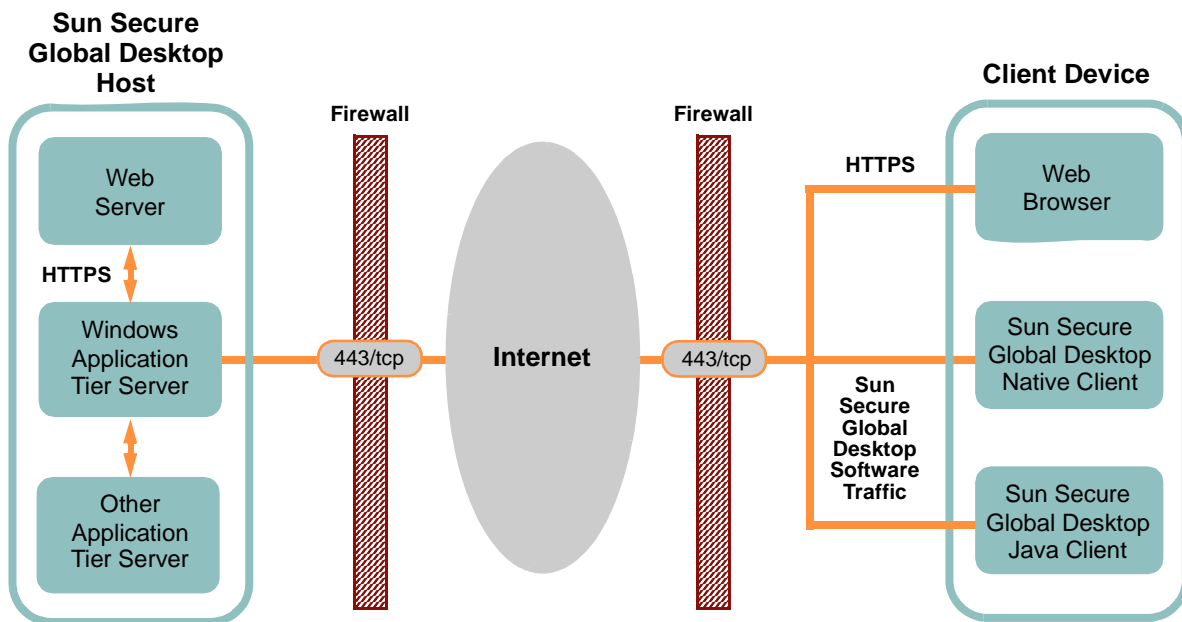 Sun Secure
Global Desktop
Host
Web
Server
HTTPS
Windows
Application
Tier Server
Other
Application
Tier Server
Firewall
443/tcp
Internet
Firewall
443/tcp
HTTPS
Sun
Secure
Global
Desktop
Software
Traffic
Client Device
Web
Browser
Sun Secure
Global Desktop
Native Client
Sun Secure
Global Desktop
Java Client